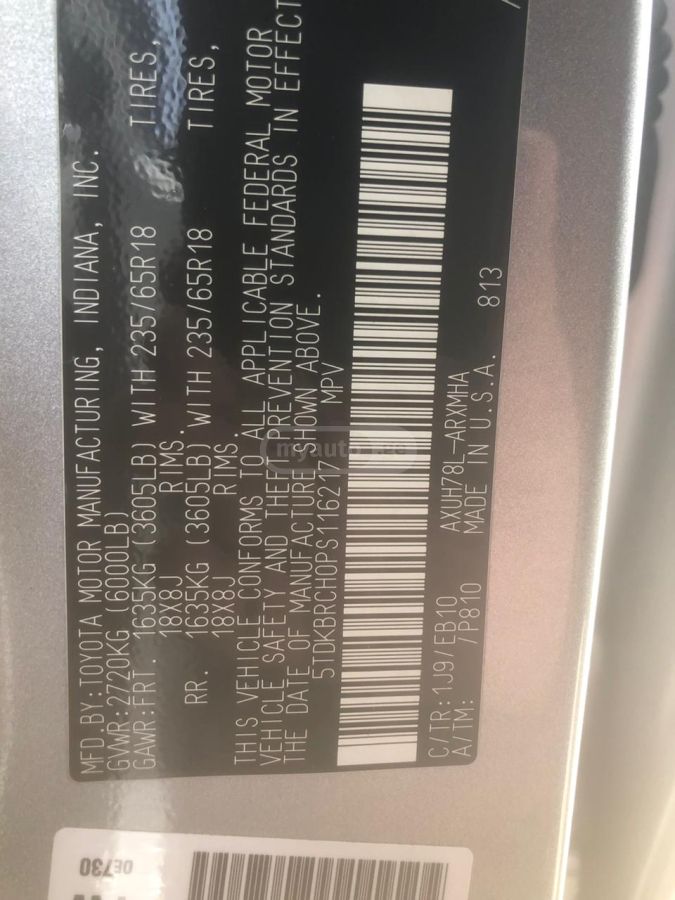 MFD.BY:TOYOTA MOTOR MANUFACTURING, INDIANA, INC.
GVWR:2720KG (6000LB)
GAWR:FRT. 1635KG (3605LB) WITH 235/65R18 TIRES,
18X8J RIMS.
RR. 1635KG (3605LB) WITH 235/65R18 TIRES,
18X8J RIMS.
THIS VEHICLE CONFORMS TO ALL APPLICABLE FEDERAL MOTOR
VEHICLE SAFETY AND THEFT PREVENTION STANDARDS IN EFFECT
THE DATE OF MANUFACTURE SHOWN ABOVE.
5TDKBRCH0PS116217 MPV
C/TR:1J9/EB10 AXUH78L-ARXMHA
A/TM: /P810 MADE IN U.S.A. 813
myauto.ge
0E730